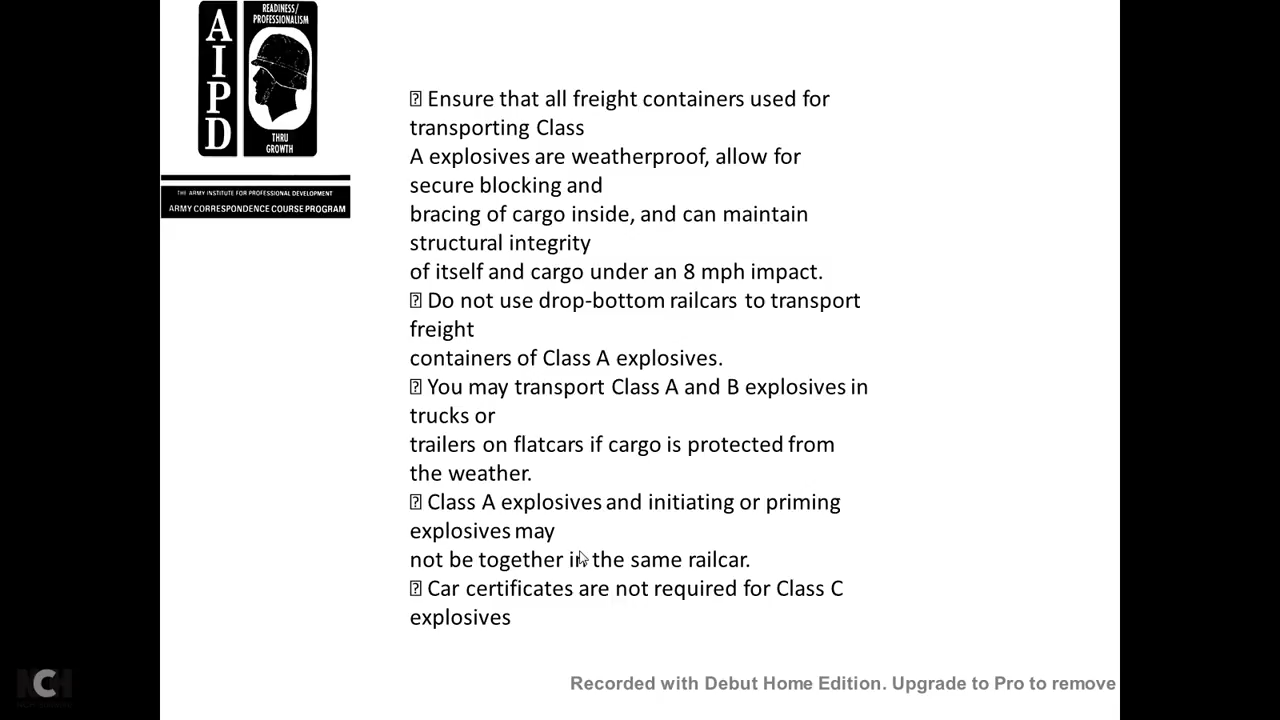 READINESS/
PROFESSIONALISM
AIPD
THRU
GROWTH
THE ARMY INSTITUTE FOR PROFESSIONAL DEVELOPMENT
ARMY CORRESPONDENCE COURSE PROGRAM
⍰ Ensure that all freight containers used for
transporting Class
A explosives are weatherproof, allow for
secure blocking and
bracing of cargo inside, and can maintain
structural integrity
of itself and cargo under an 8 mph impact.
⍰ Do not use drop-bottom railcars to transport
freight
containers of Class A explosives.
⍰ You may transport Class A and B explosives in
trucks or
trailers on flatcars if cargo is protected from
the weather.
⍰ Class A explosives and initiating or priming
explosives may
not be together in the same railcar.
⍰ Car certificates are not required for Class C
explosives
Recorded with Debut Home Edition. Upgrade to Pro to remove